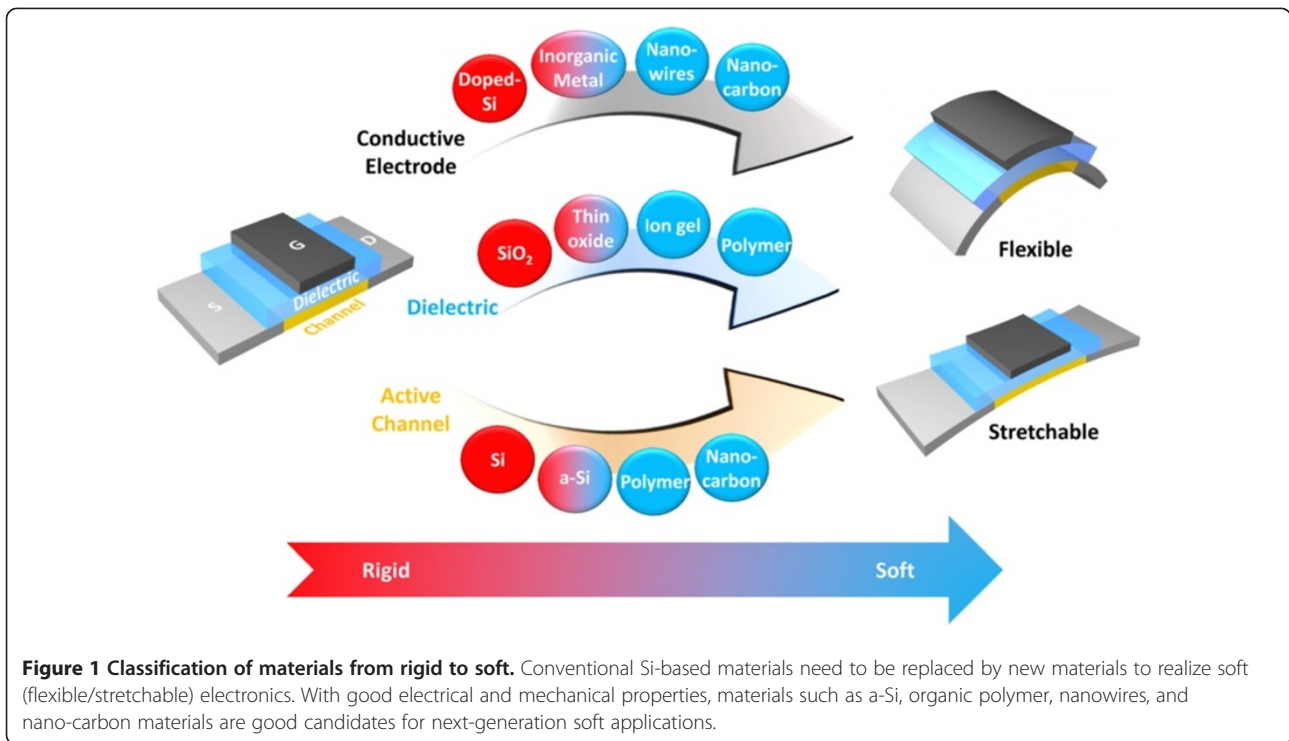 Doped-
Si
Inorganic
Metal
Nano-
wires
Nano-
carbon
Conductive
Electrode
Flexible
G
D
S
Dielectric
Channel
SiO₂
Thin
oxide
Ion gel
Polymer
Dielectric
Active
Channel
Si
a-Si
Polymer
Nano-
carbon
Stretchable
Rigid
Soft
Figure 1 Classification of materials from rigid to soft. Conventional Si-based materials need to be replaced by new materials to realize soft
(flexible/stretchable) electronics. With good electrical and mechanical properties, materials such as a-Si, organic polymer, nanowires, and
nano-carbon materials are good candidates for next-generation soft applications.